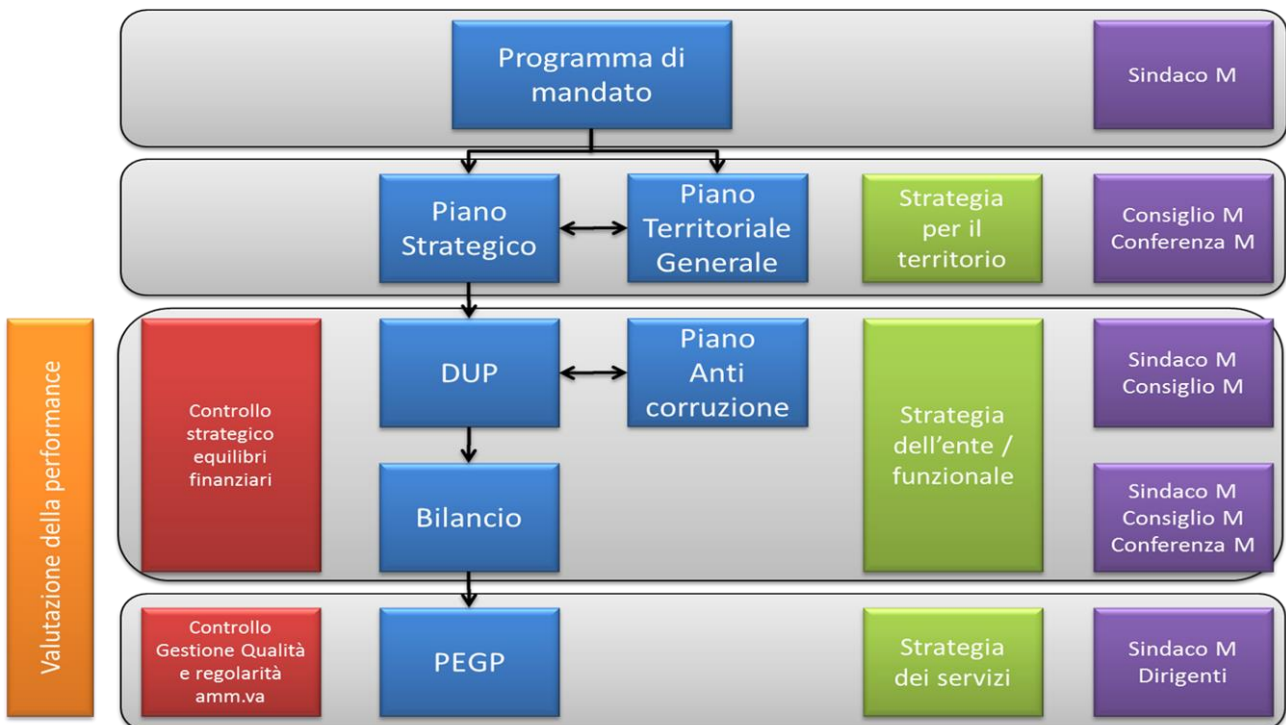 Programma di
mandato
Sindaco M
Piano
Strategico
Piano
Territoriale
Generale
Strategia
per il
territorio
Consiglio M
Conferenza M
Valutazione della performance
Controllo
strategico
equilibri
finanziari
DUP
Piano
Anti
corruzione
Strategia
dell'ente /
funzionale
Sindaco M
Consiglio M
Bilancio
Sindaco M
Consiglio M
Conferenza M
Controllo
Gestione Qualità
e regolarità
amm.va
PEGP
Strategia
dei servizi
Sindaco M
Dirigenti